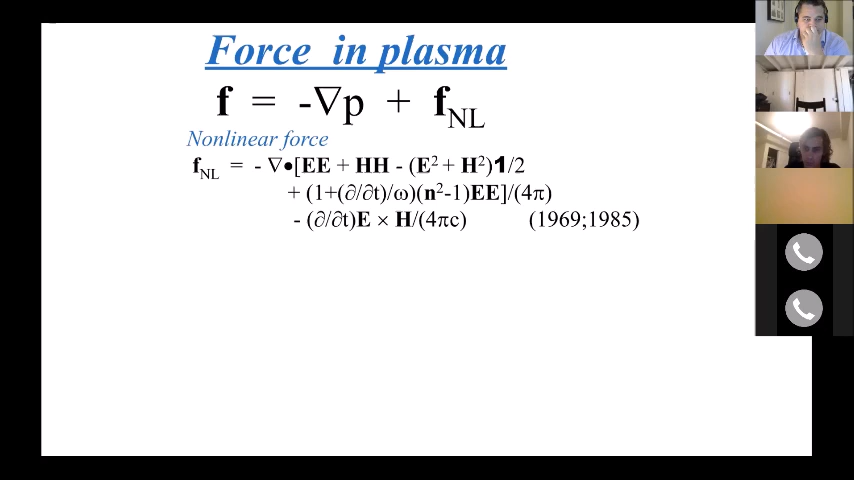 Force in plasma
f = -∇p + f_NL
Nonlinear force
f_NL = - ∇•[EE + HH - (E² + H²)1/2
+ (1+(∂/∂t)/ω)(n²-1)EE]/(4π)
- (∂/∂t)E × H/(4πc) (1969;1985)